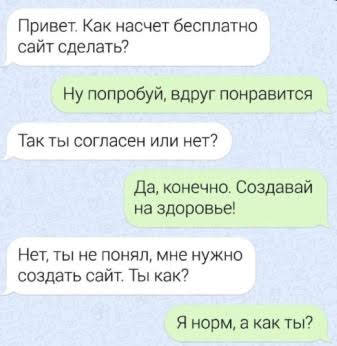 Привет. Как насчет бесплатно
сайт сделать?
Ну попробуй, вдруг понравится
Так ты согласен или нет?
Да, конечно. Создавай
на здоровье!
Нет, ты не понял, мне нужно
создать сайт. Ты как?
Я норм, а как ты?